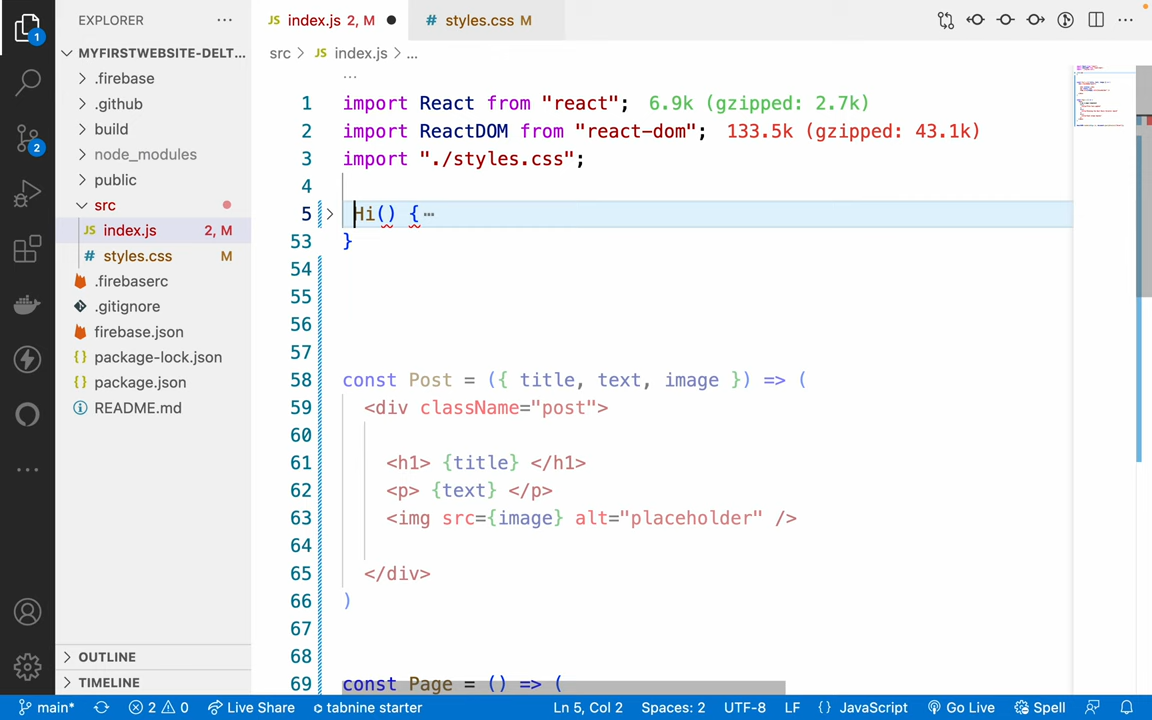 EXPLORER ···
JS index.js 2, M ●
# styles.css M
MYFIRSTWEBSITE-DELT...
src > JS index.js > ...
.firebase
.github
build
node_modules
public
src
JS index.js 2, M
# styles.css M
.firebaserc
.gitignore
firebase.json
{} package-lock.json
{} package.json
README.md
OUTLINE
TIMELINE
1
2
...
1 import React from "react"; 6.9k (gzipped: 2.7k)
2 import ReactDOM from "react-dom"; 133.5k (gzipped: 43.1k)
3 import "./styles.css";
4
5 Hi() { ···
53 }
54
55
56
57
58 const Post = ({ title, text, image }) => (
59 <div className="post">
60
61 <h1> {title} </h1>
62 <p> {text} </p>
63 <img src={image} alt="placeholder" />
64
65 </div>
66 )
67
68
69 const Page = () => (
main* 2 0 Live Share tabnine starter Ln 5, Col 2 Spaces: 2 UTF-8 LF {} JavaScript Go Live Spell